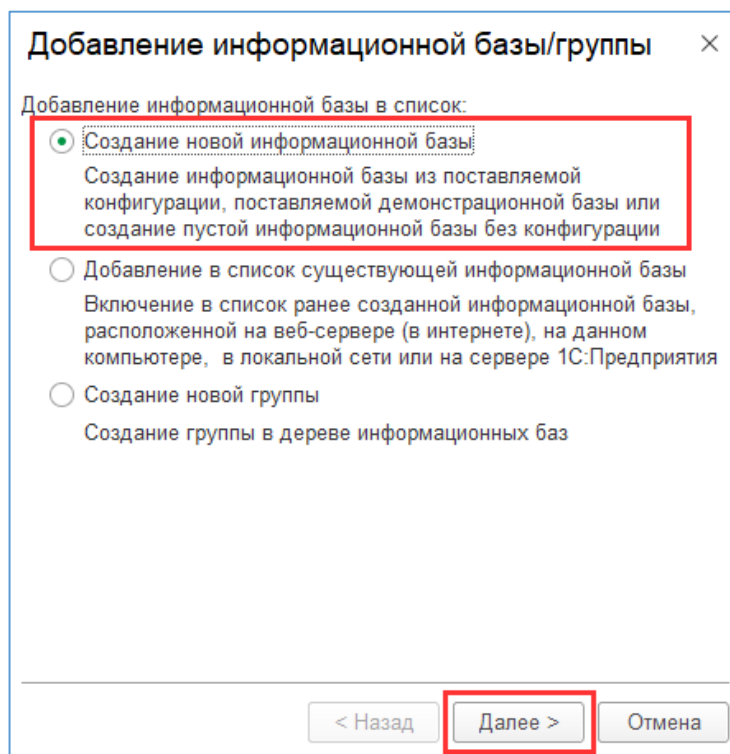 Добавление информационной базы/группы
Добавление информационной базы в список:
Создание новой информационной базы
Создание информационной базы из поставляемой
конфигурации, поставляемой демонстрационной базы или
создание пустой информационной базы без конфигурации
Добавление в список существующей информационной базы
Включение в список ранее созданной информационной базы,
расположенной на веб-сервере (в интернете), на данном
компьютере, в локальной сети или на сервере 1С:Предприятия
Создание новой группы
Создание группы в дереве информационных баз
< Назад Далее > Отмена